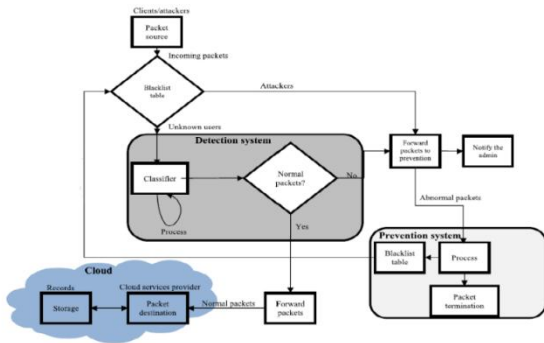 Clients/attackers
Packet
source
Incoming packets
Blacklist
table
Attackers
Unknown users
Detection system
Classifier
Process
Normal
packets?
No
Yes
Forward
packets to
prevention
Notify the
admin
Abnormal packets
Prevention system
Blacklist
table
Process
Packet
termination
Cloud
Records
Storage
Cloud services provider
Packet
destination
Normal packets
Forward
packets